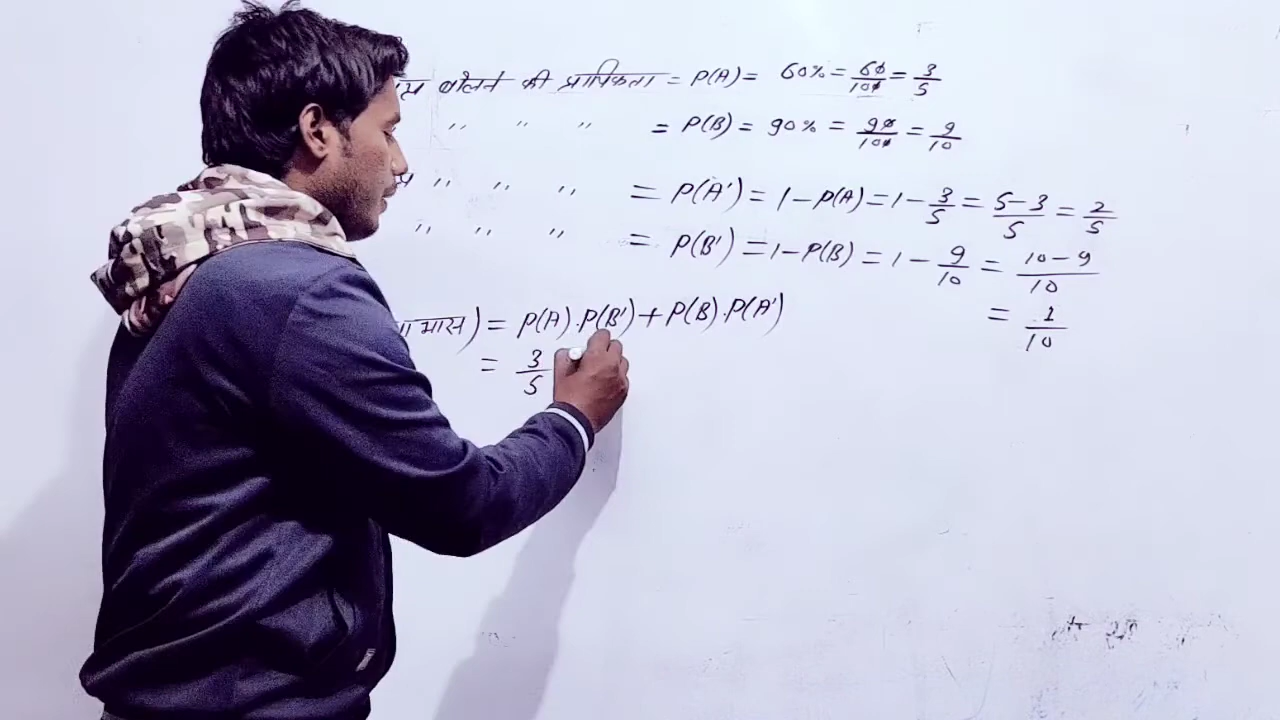 बोलने की प्रायिकता = P(A) = 60% = 60/100 = 3/5
" " " = P(B) = 90% = 90/100 = 9/10
" " " = P(A') = 1 - P(A) = 1 - 3/5 = 5-3/5 = 2/5
" " " = P(B') = 1 - P(B) = 1 - 9/10 = 10-9/10
= 1/10
) = P(A).P(B') + P(B).P(A')
= 3/5